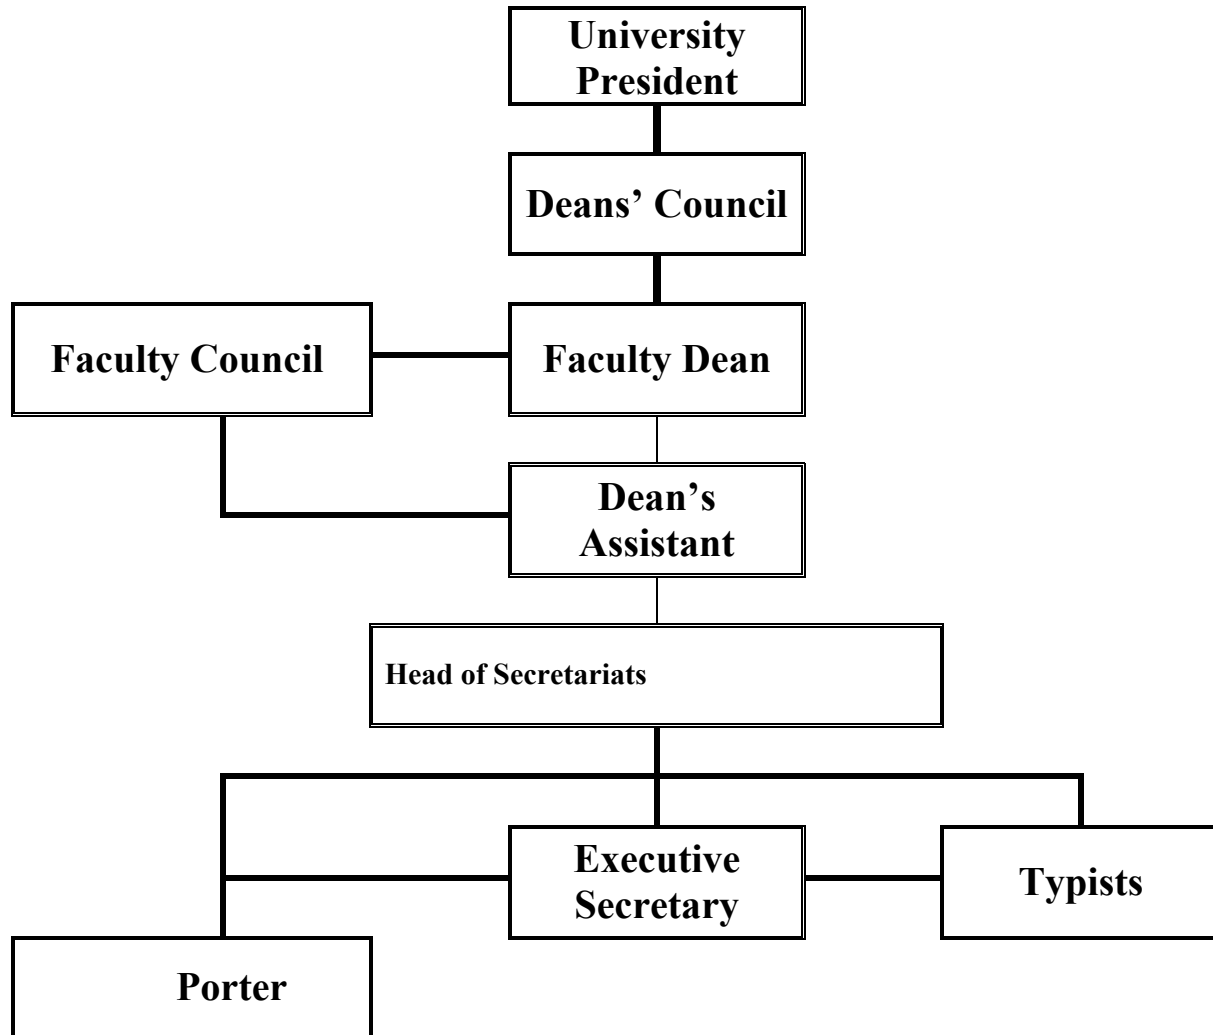 University
President
Deans’ Council
Faculty Council
Faculty Dean
Dean’s
Assistant
Head of Secretariats
Executive
Secretary
Typists
Porter